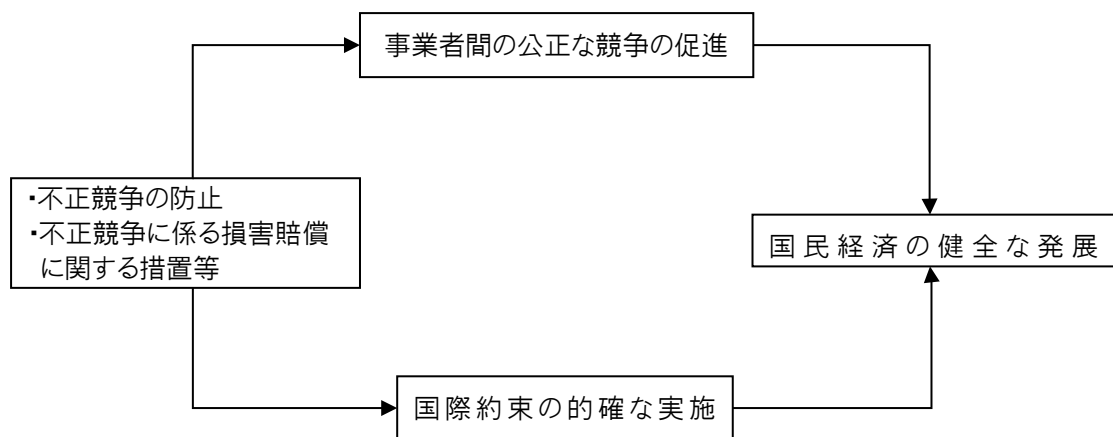 事業者間の公正な競争の促進
・不正競争の防止
・不正競争に係る損害賠償
に関する措置等
国民経済の健全な発展
国際約束の的確な実施